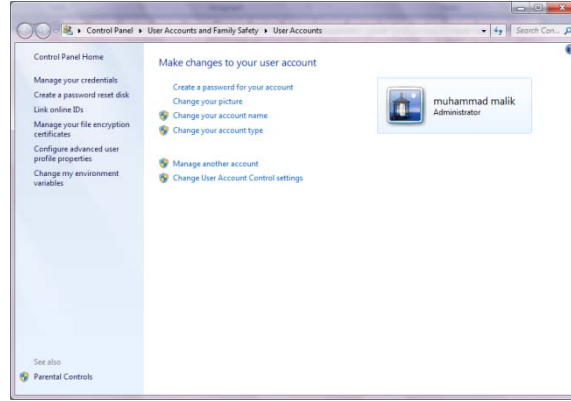 Control Panel ▸ User Accounts and Family Safety ▸ User Accounts
Search Con...
Control Panel Home
Manage your credentials
Create a password reset disk
Link online IDs
Manage your file encryption
certificates
Configure advanced user
profile properties
Change my environment
variables
See also
Parental Controls
Make changes to your user account
Create a password for your account
Change your picture
Change your account name
Change your account type
Manage another account
Change User Account Control settings
muhammad malik
Administrator